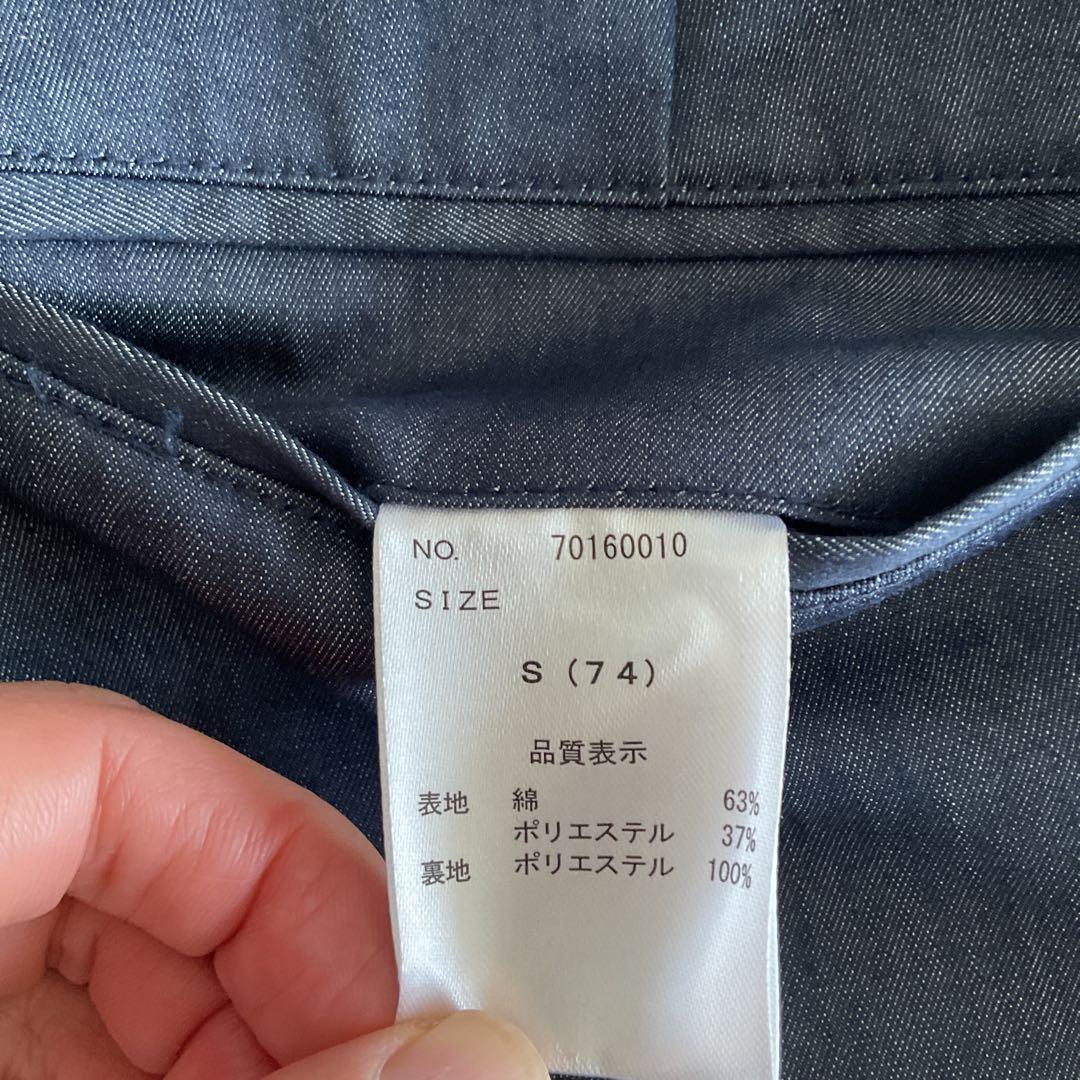 NO. 70160010
SIZE
S（74）
品質表示
表地 綿 63%
ポリエステル 37%
裏地 ポリエステル 100%